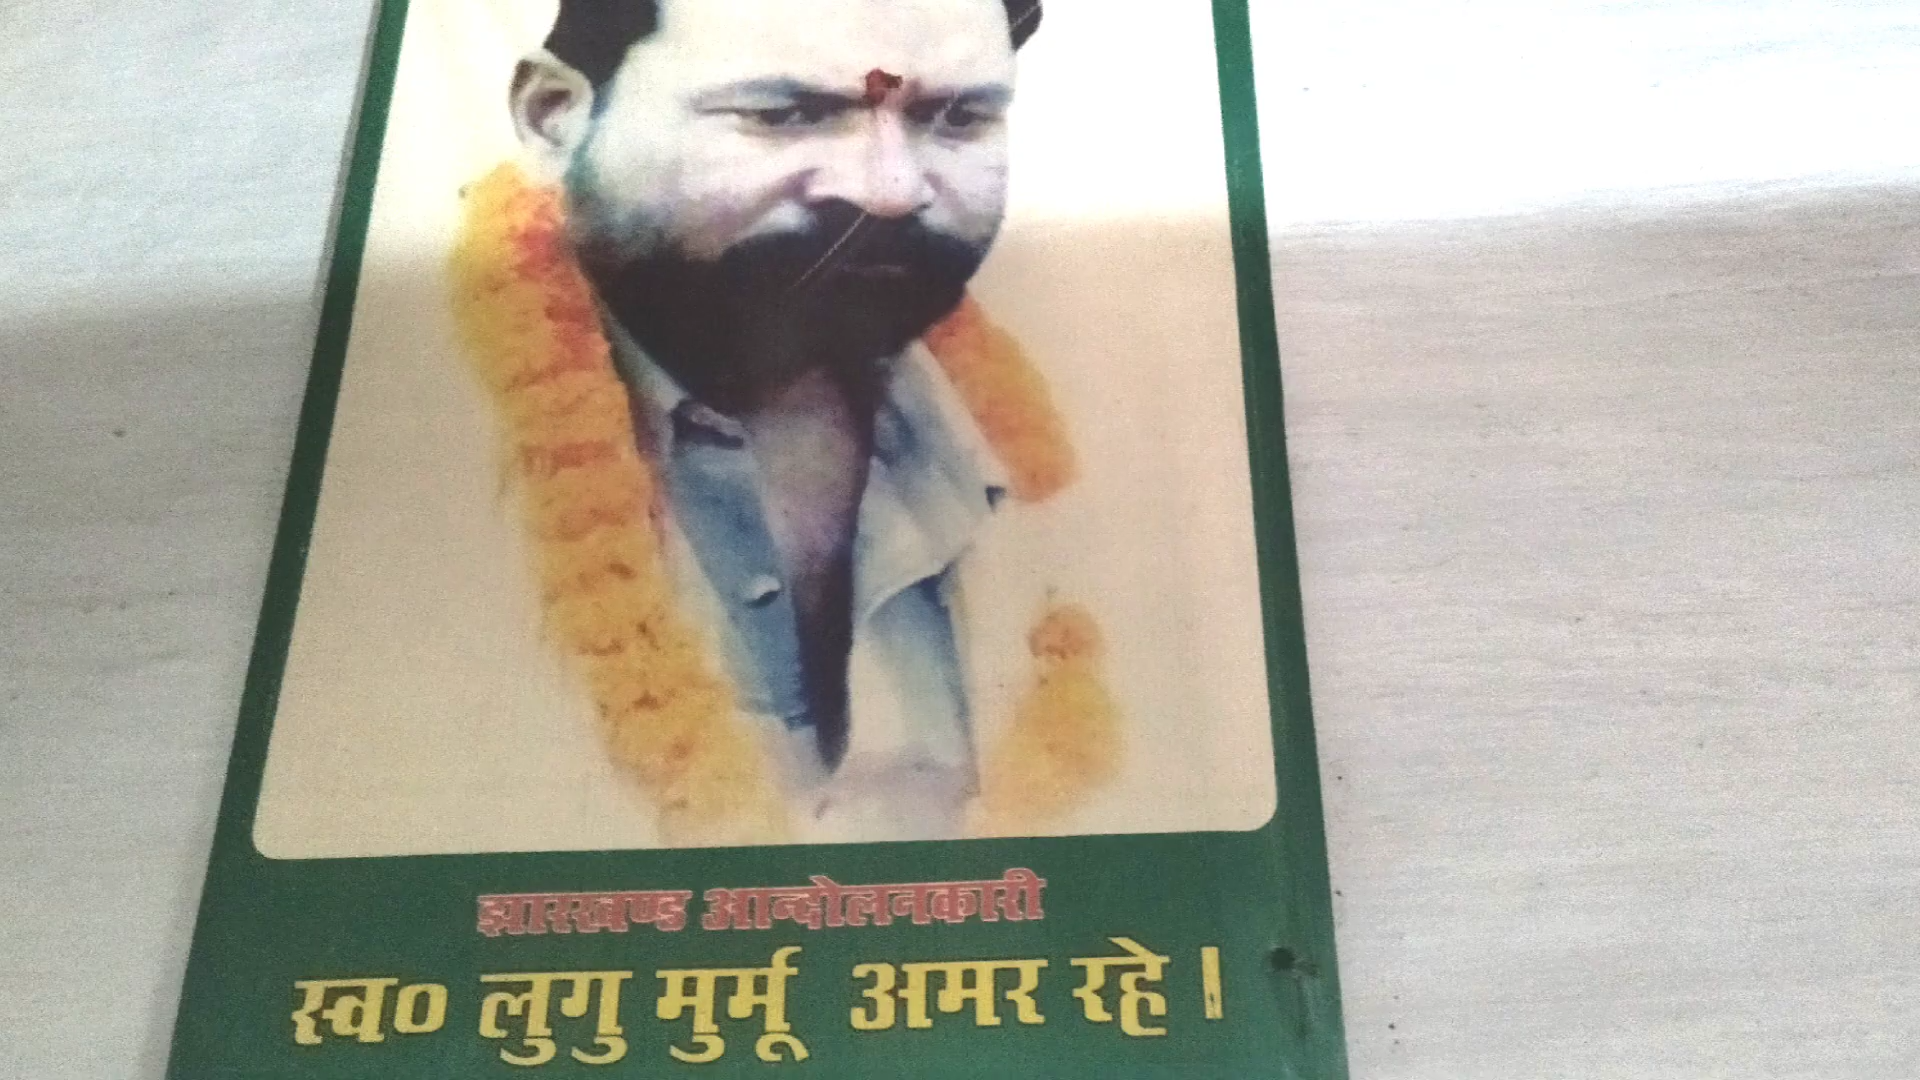 झारखण्ड आन्दोलनकारी
स्व० लुगु मुर्मू अमर रहे।